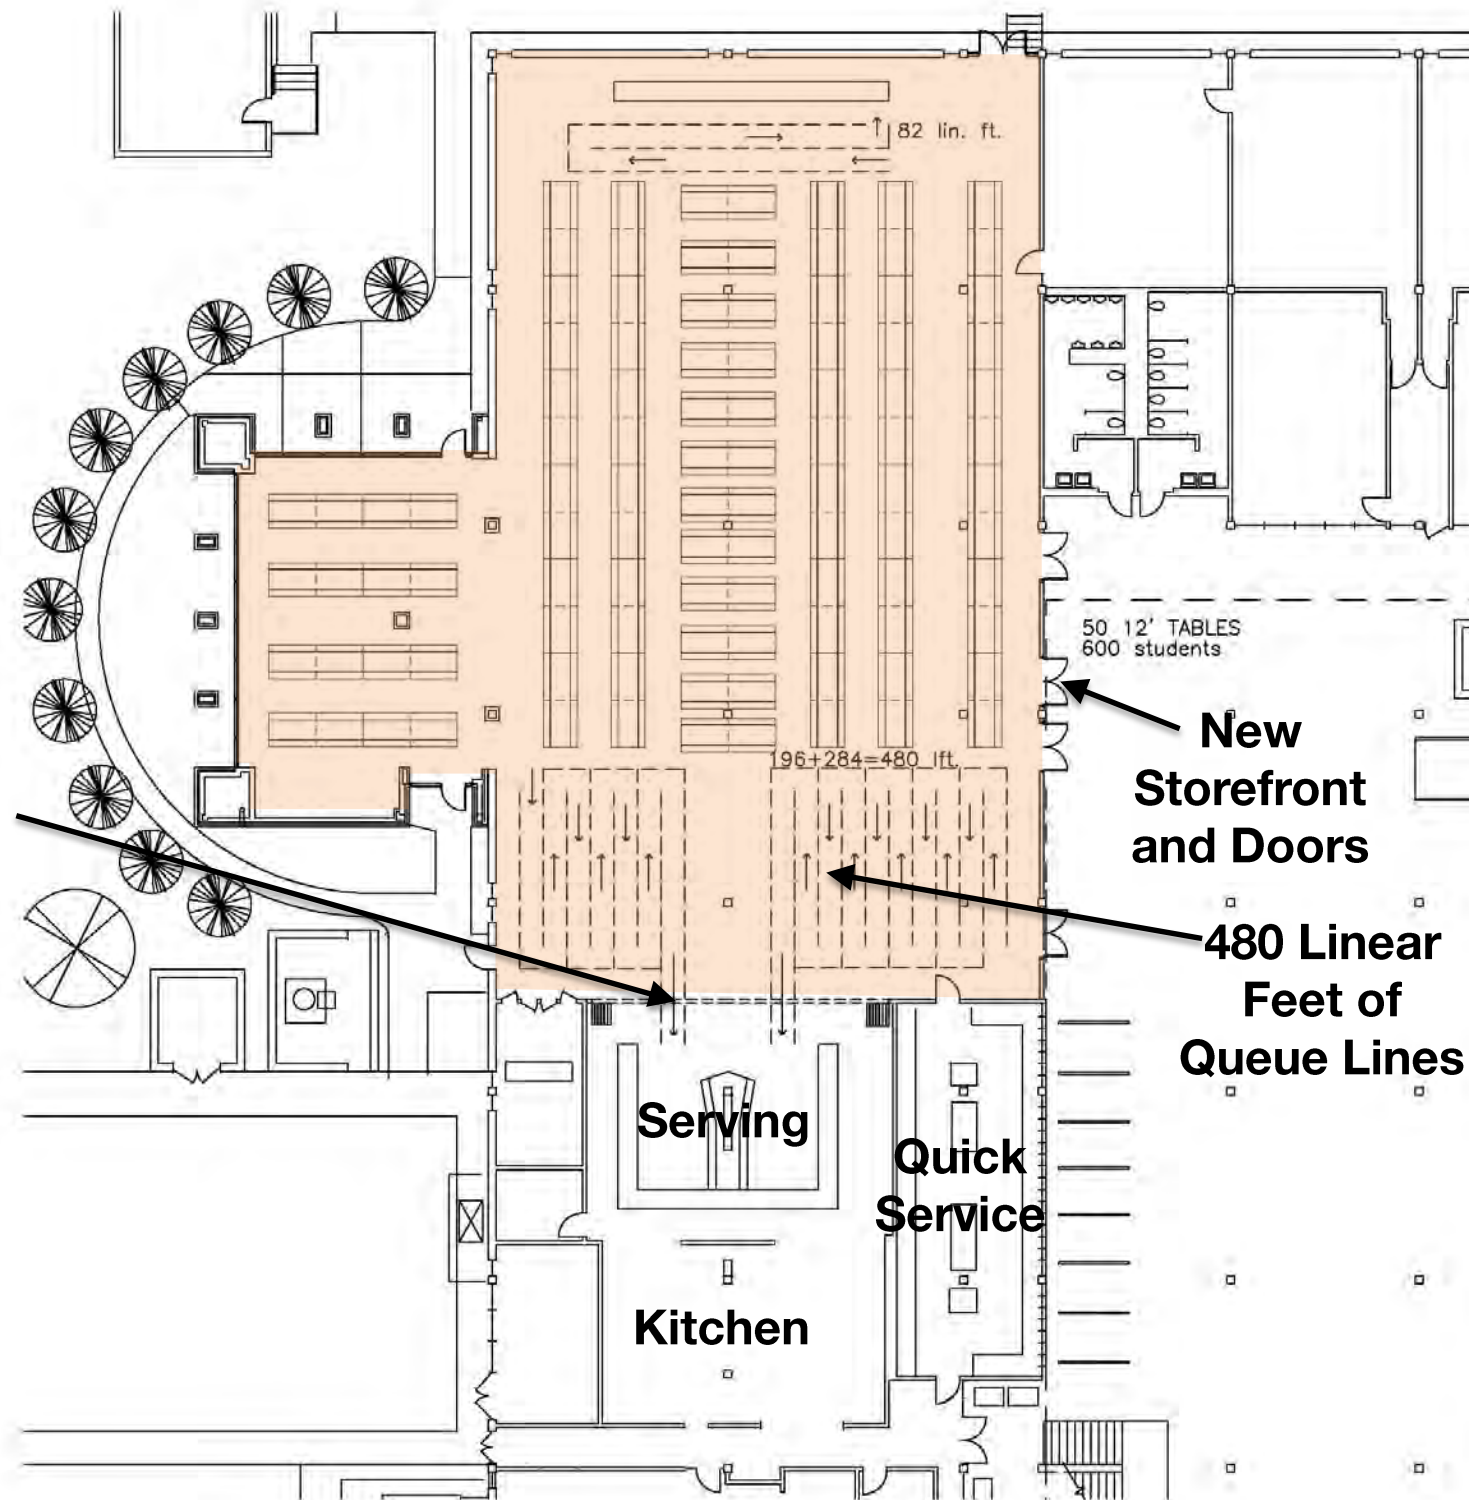 82 lin. ft.
50 12' TABLES
600 students
New
Storefront
and Doors
196+284=480 lft.
480 Linear
Feet of
Queue Lines
Serving
Quick
Service
Kitchen